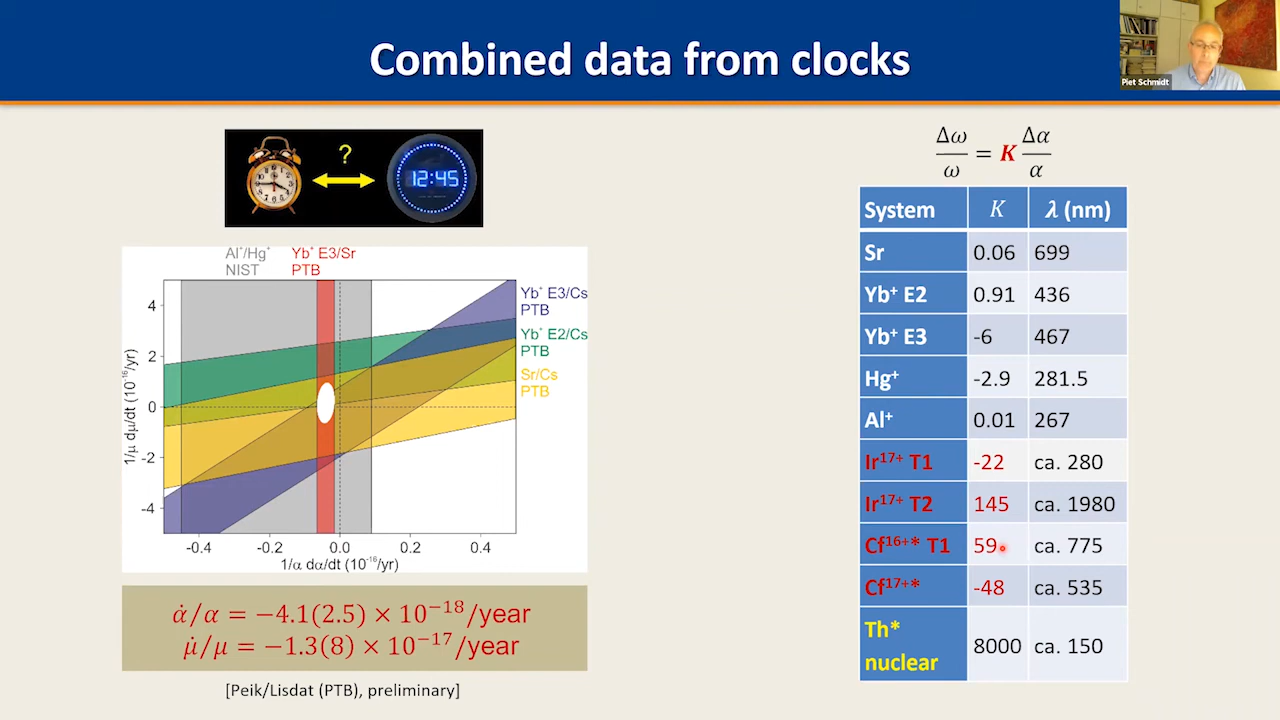 Combined data from clocks
Piet Schmidt
?
12:45
Al⁺/Hg⁺
NIST
Yb⁺ E3/Sr
PTB
Yb⁺ E3/Cs
PTB
Yb⁺ E2/Cs
PTB
Sr/Cs
PTB
4
2
0
-2
-4
1/μ dμ/dt (10⁻¹⁶/yr)
-0.4 -0.2 0.0 0.2 0.4
1/α dα/dt (10⁻¹⁶/yr)
α̇/α = −4.1(2.5) × 10⁻¹⁸/year
μ̇/μ = −1.3(8) × 10⁻¹⁷/year
[Peik/Lisdat (PTB), preliminary]
Δω/ω = K Δα/α
System K λ (nm)
Sr 0.06 699
Yb⁺ E2 0.91 436
Yb⁺ E3 -6 467
Hg⁺ -2.9 281.5
Al⁺ 0.01 267
Ir¹⁷⁺ T1 -22 ca. 280
Ir¹⁷⁺ T2 145 ca. 1980
Cf¹⁶⁺* T1 59 ca. 775
Cf¹⁷⁺* -48 ca. 535
Th*
nuclear 8000 ca. 150